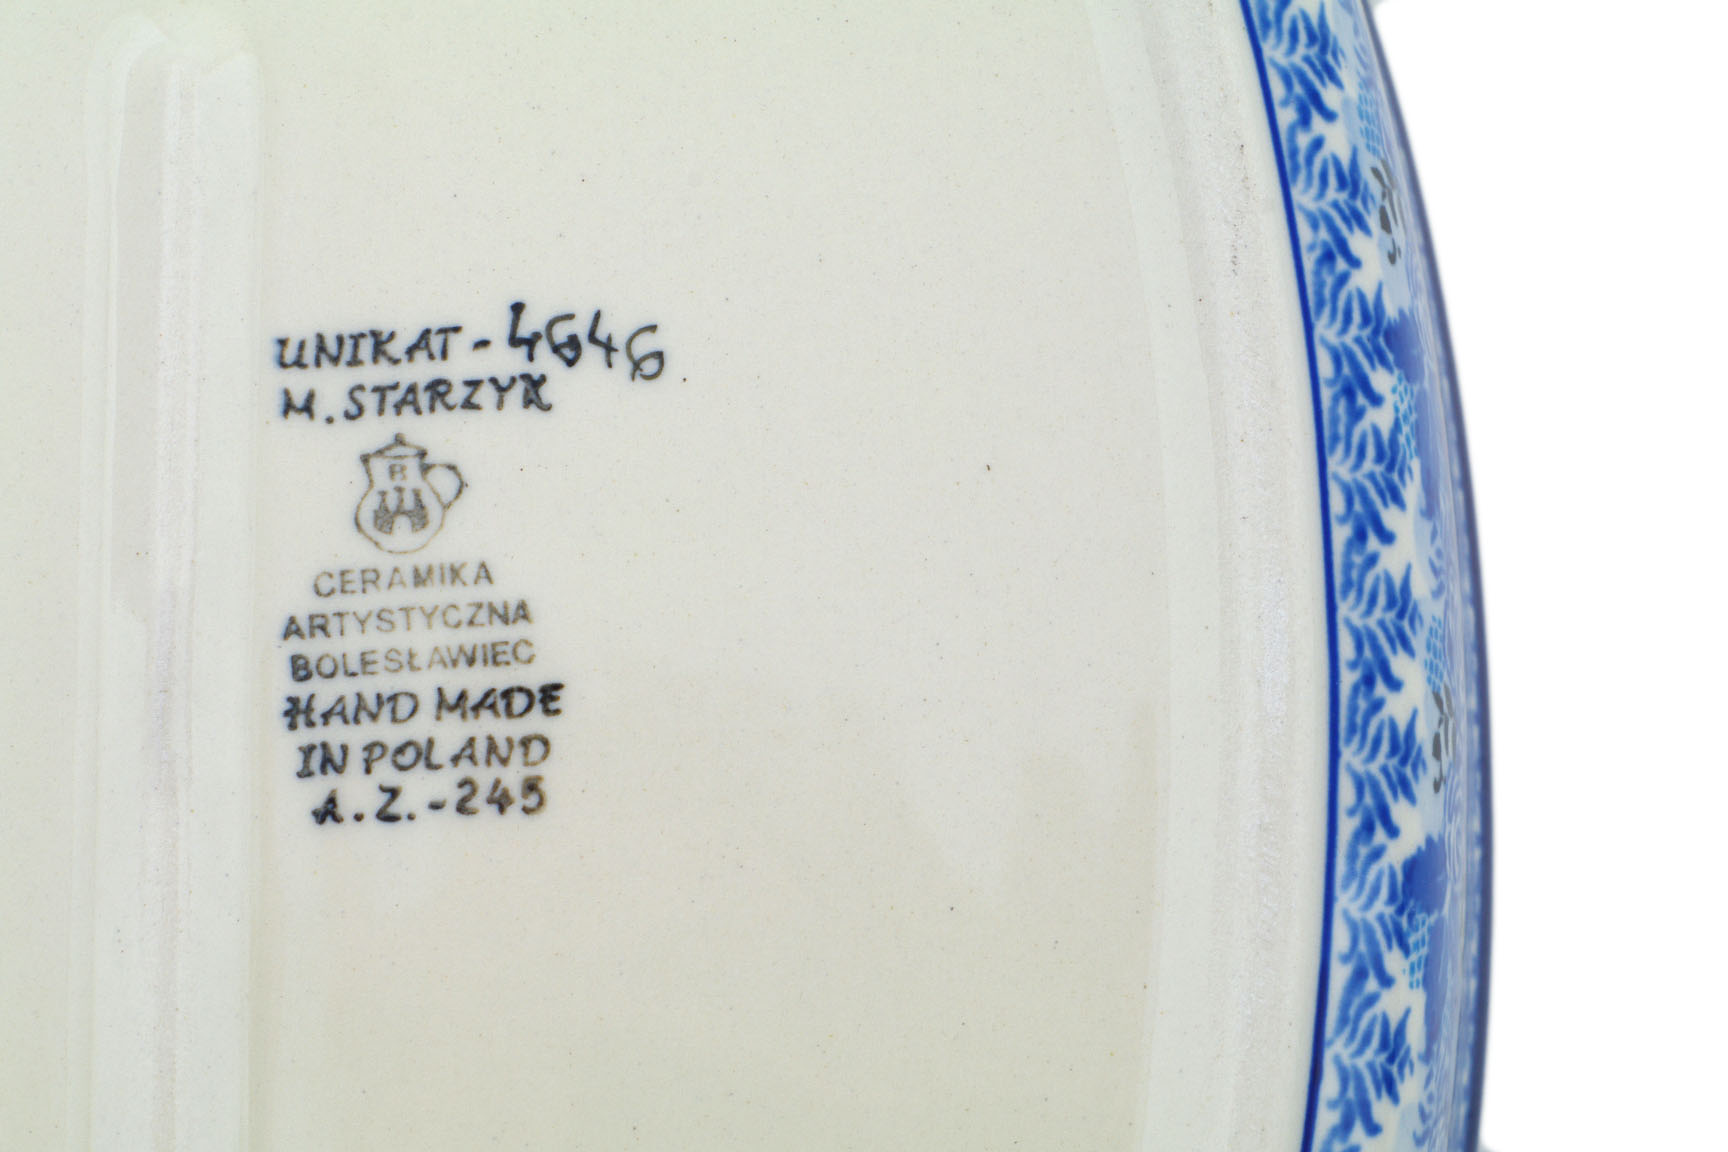 UNIKAT - 4646
M. STARZYK
B
CERAMIKA
ARTYSTYCZNA
BOLESŁAWIEC
HAND MADE
IN POLAND
A.Z.-245